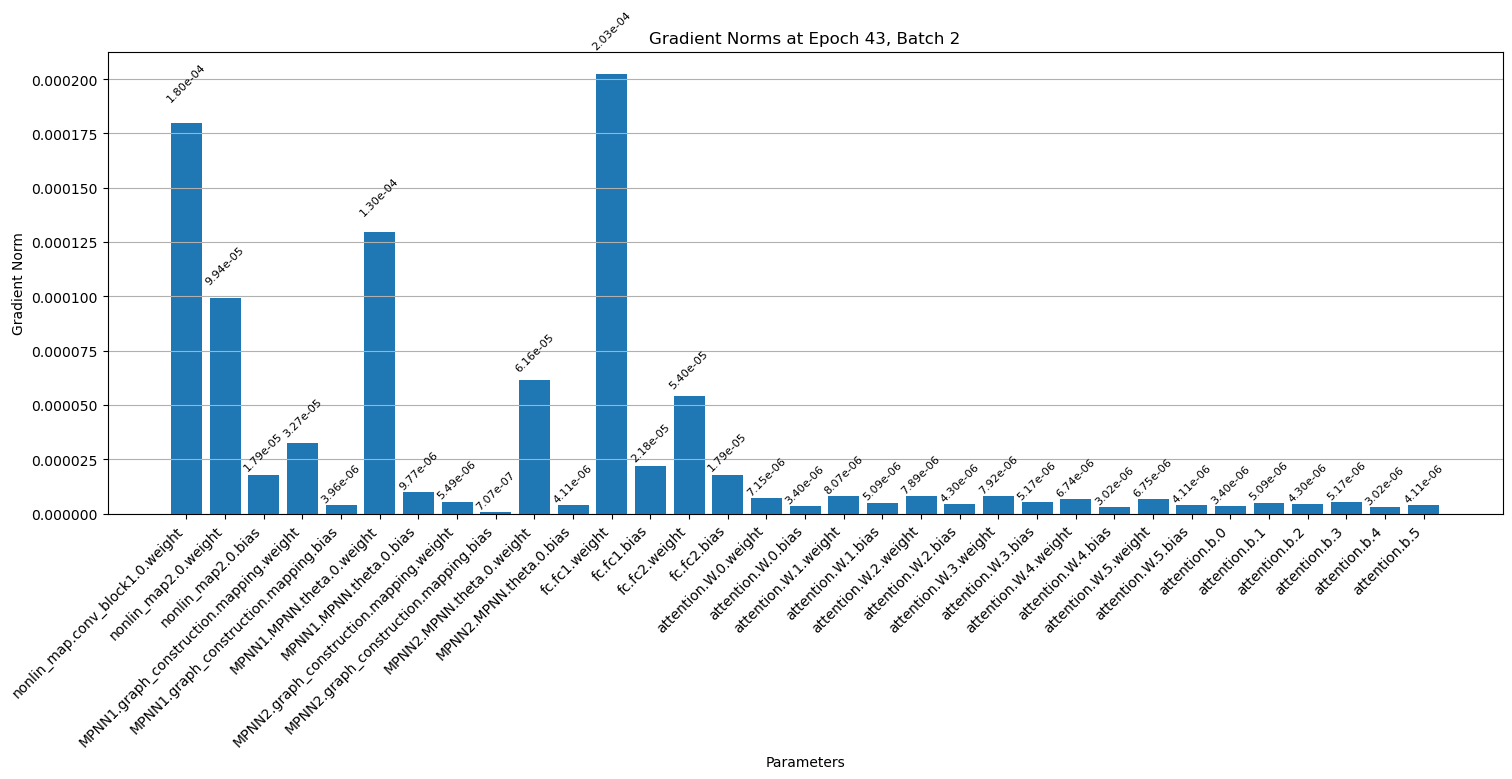 Gradient Norms at Epoch 43, Batch 2
Gradient Norm
0.000200
0.000175
0.000150
0.000125
0.000100
0.000075
0.000050
0.000025
0.000000
1.80e-04
9.94e-05
1.79e-05
3.27e-05
3.96e-06
1.30e-04
9.77e-06
5.49e-06
7.07e-07
6.16e-05
4.11e-06
2.03e-04
2.18e-05
5.40e-05
1.79e-05
7.15e-06
3.40e-06
8.07e-06
5.09e-06
7.89e-06
4.30e-06
7.92e-06
5.17e-06
6.74e-06
3.02e-06
6.75e-06
4.11e-06
3.40e-06
5.09e-06
4.30e-06
5.17e-06
3.02e-06
4.11e-06
nonlin_map.conv_block1.0.weight
nonlin_map2.0.weight
nonlin_map2.0.bias
MPNN1.graph_construction.mapping.weight
MPNN1.graph_construction.mapping.bias
MPNN1.MPNN.theta.0.weight
MPNN1.MPNN.theta.0.bias
MPNN2.graph_construction.mapping.weight
MPNN2.graph_construction.mapping.bias
MPNN2.MPNN.theta.0.weight
MPNN2.MPNN.theta.0.bias
fc.fc1.weight
fc.fc1.bias
fc.fc2.weight
fc.fc2.bias
attention.W.0.weight
attention.W.0.bias
attention.W.1.weight
attention.W.1.bias
attention.W.2.weight
attention.W.2.bias
attention.W.3.weight
attention.W.3.bias
attention.W.4.weight
attention.W.4.bias
attention.W.5.weight
attention.W.5.bias
attention.b.0
attention.b.1
attention.b.2
attention.b.3
attention.b.4
attention.b.5
Parameters